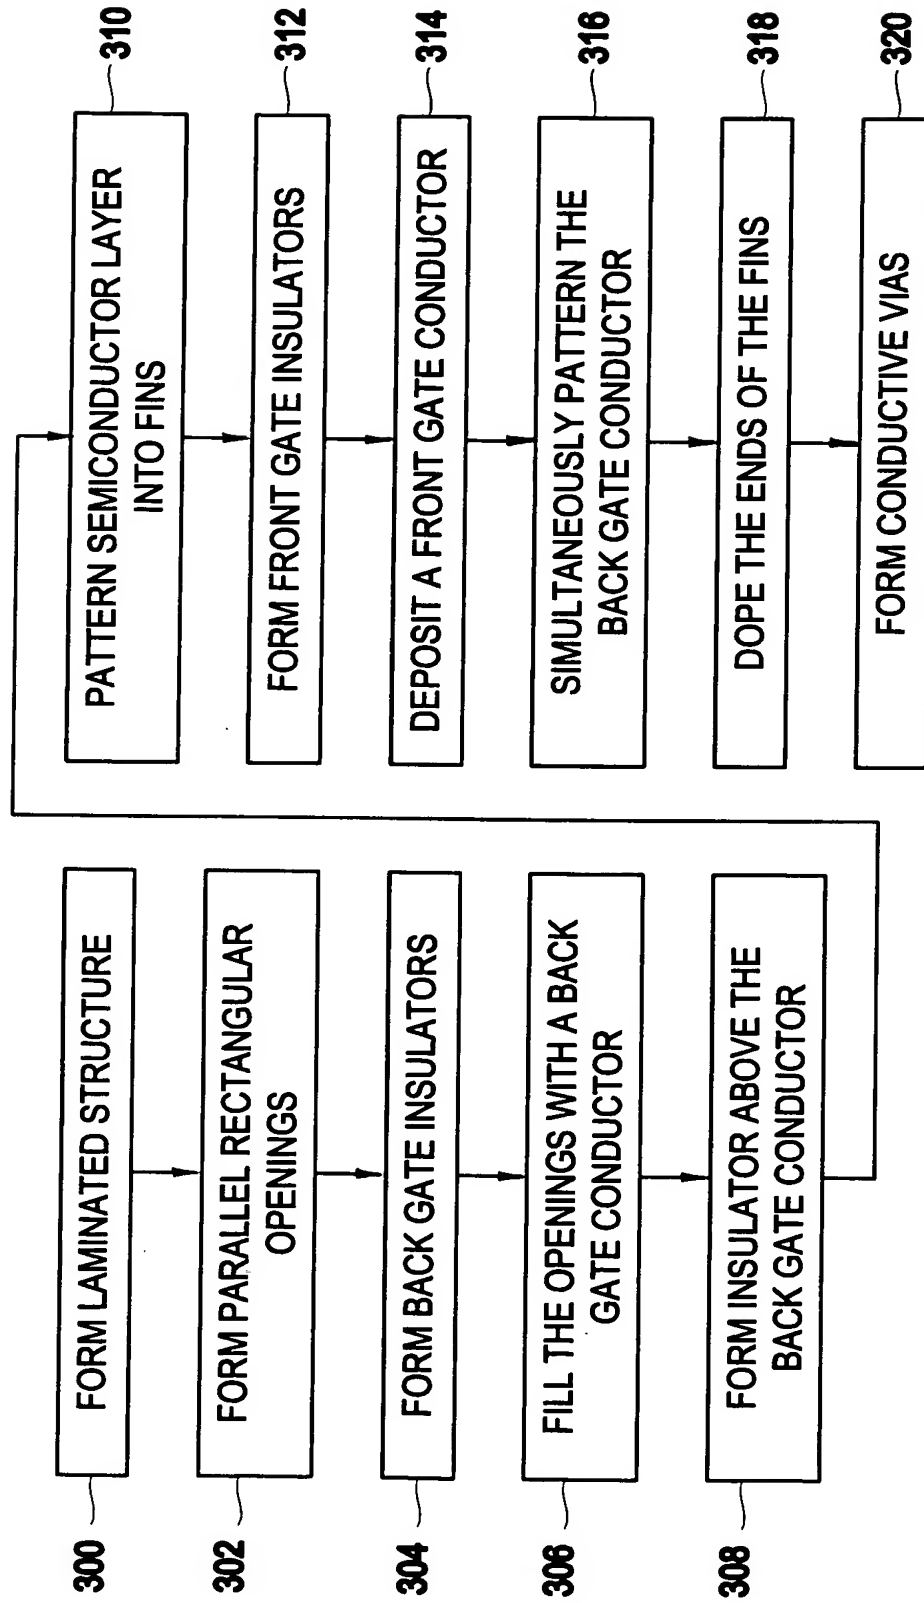 300
FORM LAMINATED STRUCTURE
302
FORM PARALLEL RECTANGULAR
OPENINGS
304
FORM BACK GATE INSULATORS
306
FILL THE OPENINGS WITH A BACK
GATE CONDUCTOR
308
FORM INSULATOR ABOVE THE
BACK GATE CONDUCTOR
PATTERN SEMICONDUCTOR LAYER
INTO FINS
310
FORM FRONT GATE INSULATORS
312
DEPOSIT A FRONT GATE CONDUCTOR
314
SIMULTANEOUSLY PATTERN THE
BACK GATE CONDUCTOR
316
DOPE THE ENDS OF THE FINS
318
FORM CONDUCTIVE VIAS
320